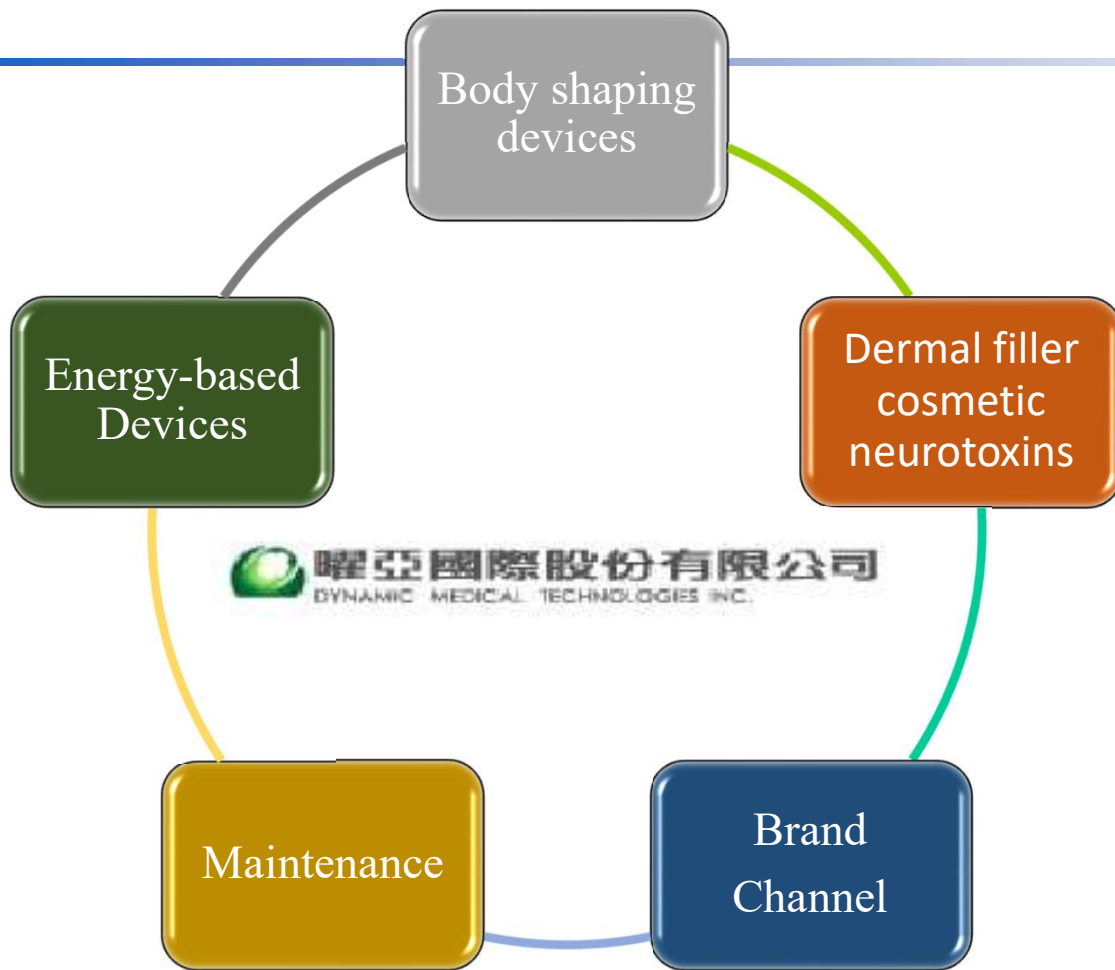 Body shaping
devices
Energy-based
Devices
Dermal filler
cosmetic
neurotoxins
曜亞國際股份有限公司
DYNAMIC MEDICAL TECHNOLOGIES INC.
Maintenance
Brand
Channel